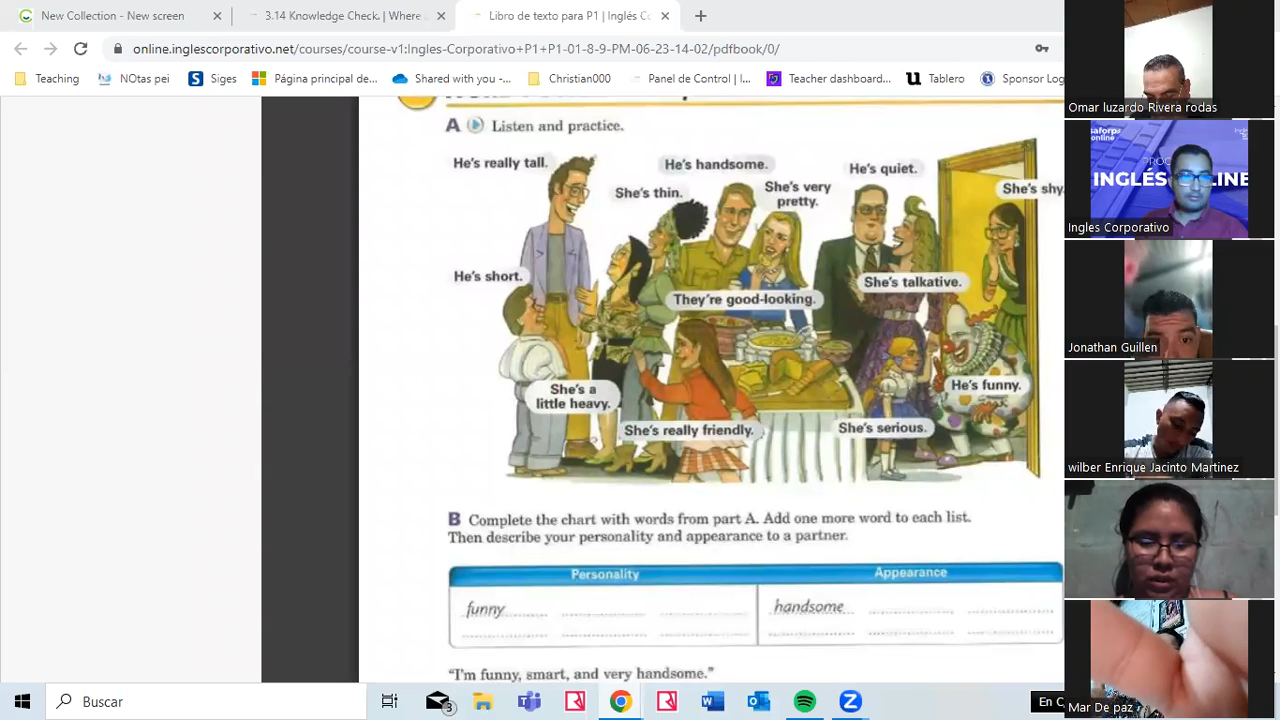 New Collection - New screen
3.14 Knowledge Check. | Where
Libro de texto para P1 | Inglés Co
online.inglescorporativo.net/courses/course-v1:Ingles-Corporativo+P1+P1-01-8-9-PM-06-23-14-02/pdfbook/0/
Teaching
NOtas pei
Siges
Página principal de...
Shared with you -...
Christian000
Panel de Control | I...
Teacher dashboard...
Tablero
Sponsor Log
A Listen and practice.
He's really tall.
He's handsome.
He's quiet.
She's thin.
She's very
pretty.
She's shy.
He's short.
They're good-looking.
She's talkative.
She's a
little heavy.
He's funny.
She's really friendly.
She's serious.
B Complete the chart with words from part A. Add one more word to each list.
Then describe your personality and appearance to a partner.
Personality
Appearance
funny
handsome
"I'm funny, smart, and very handsome."
Buscar
3
En C
Omar luzardo Rivera rodas
saforp
online
PROC
INGLÉS
LINE
Ingles Corporativo
Jonathan Guillen
wilber Enrique Jacinto Martinez
Mar De paz